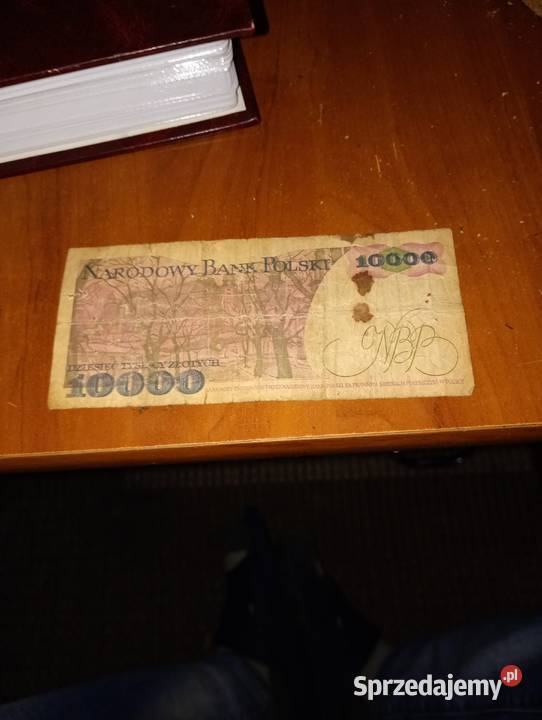 NARODOWY BANK POLSKI
10000
NBP
DZIESIĘĆ TYSIĘCY ZŁOTYCH
10000
Sprzedajemy.pl